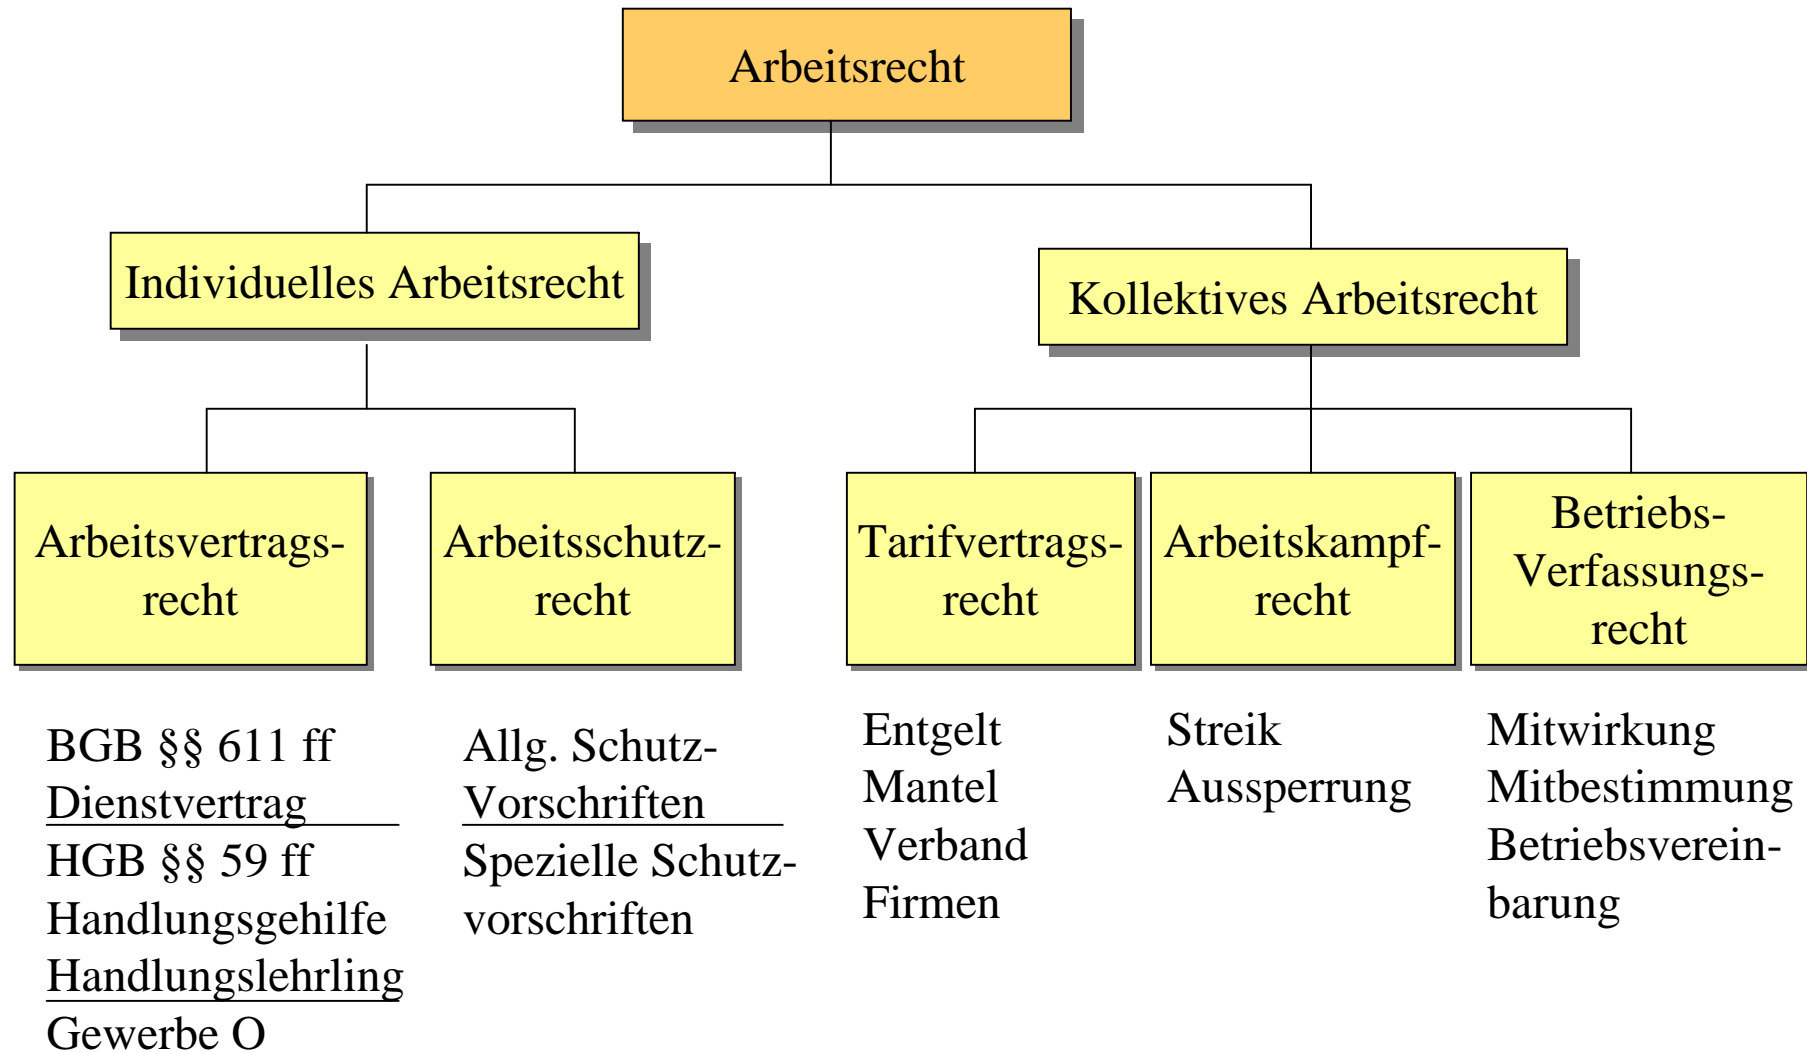 Arbeitsrecht
Individuelles Arbeitsrecht
Kollektives Arbeitsrecht
Arbeitsvertrags-
recht
Arbeitsschutz-
recht
Tarifvertrags-
recht
Arbeitskampf-
recht
Betriebs-
Verfassungs-
recht
BGB §§ 611 ff
Dienstvertrag
HGB §§ 59 ff
Handlungsgehilfe
Handlungslehrling
Gewerbe O
Allg. Schutz-
Vorschriften
Spezielle Schutz-
vorschriften
Entgelt
Mantel
Verband
Firmen
Streik
Aussperrung
Mitwirkung
Mitbestimmung
Betriebsverein-
barung